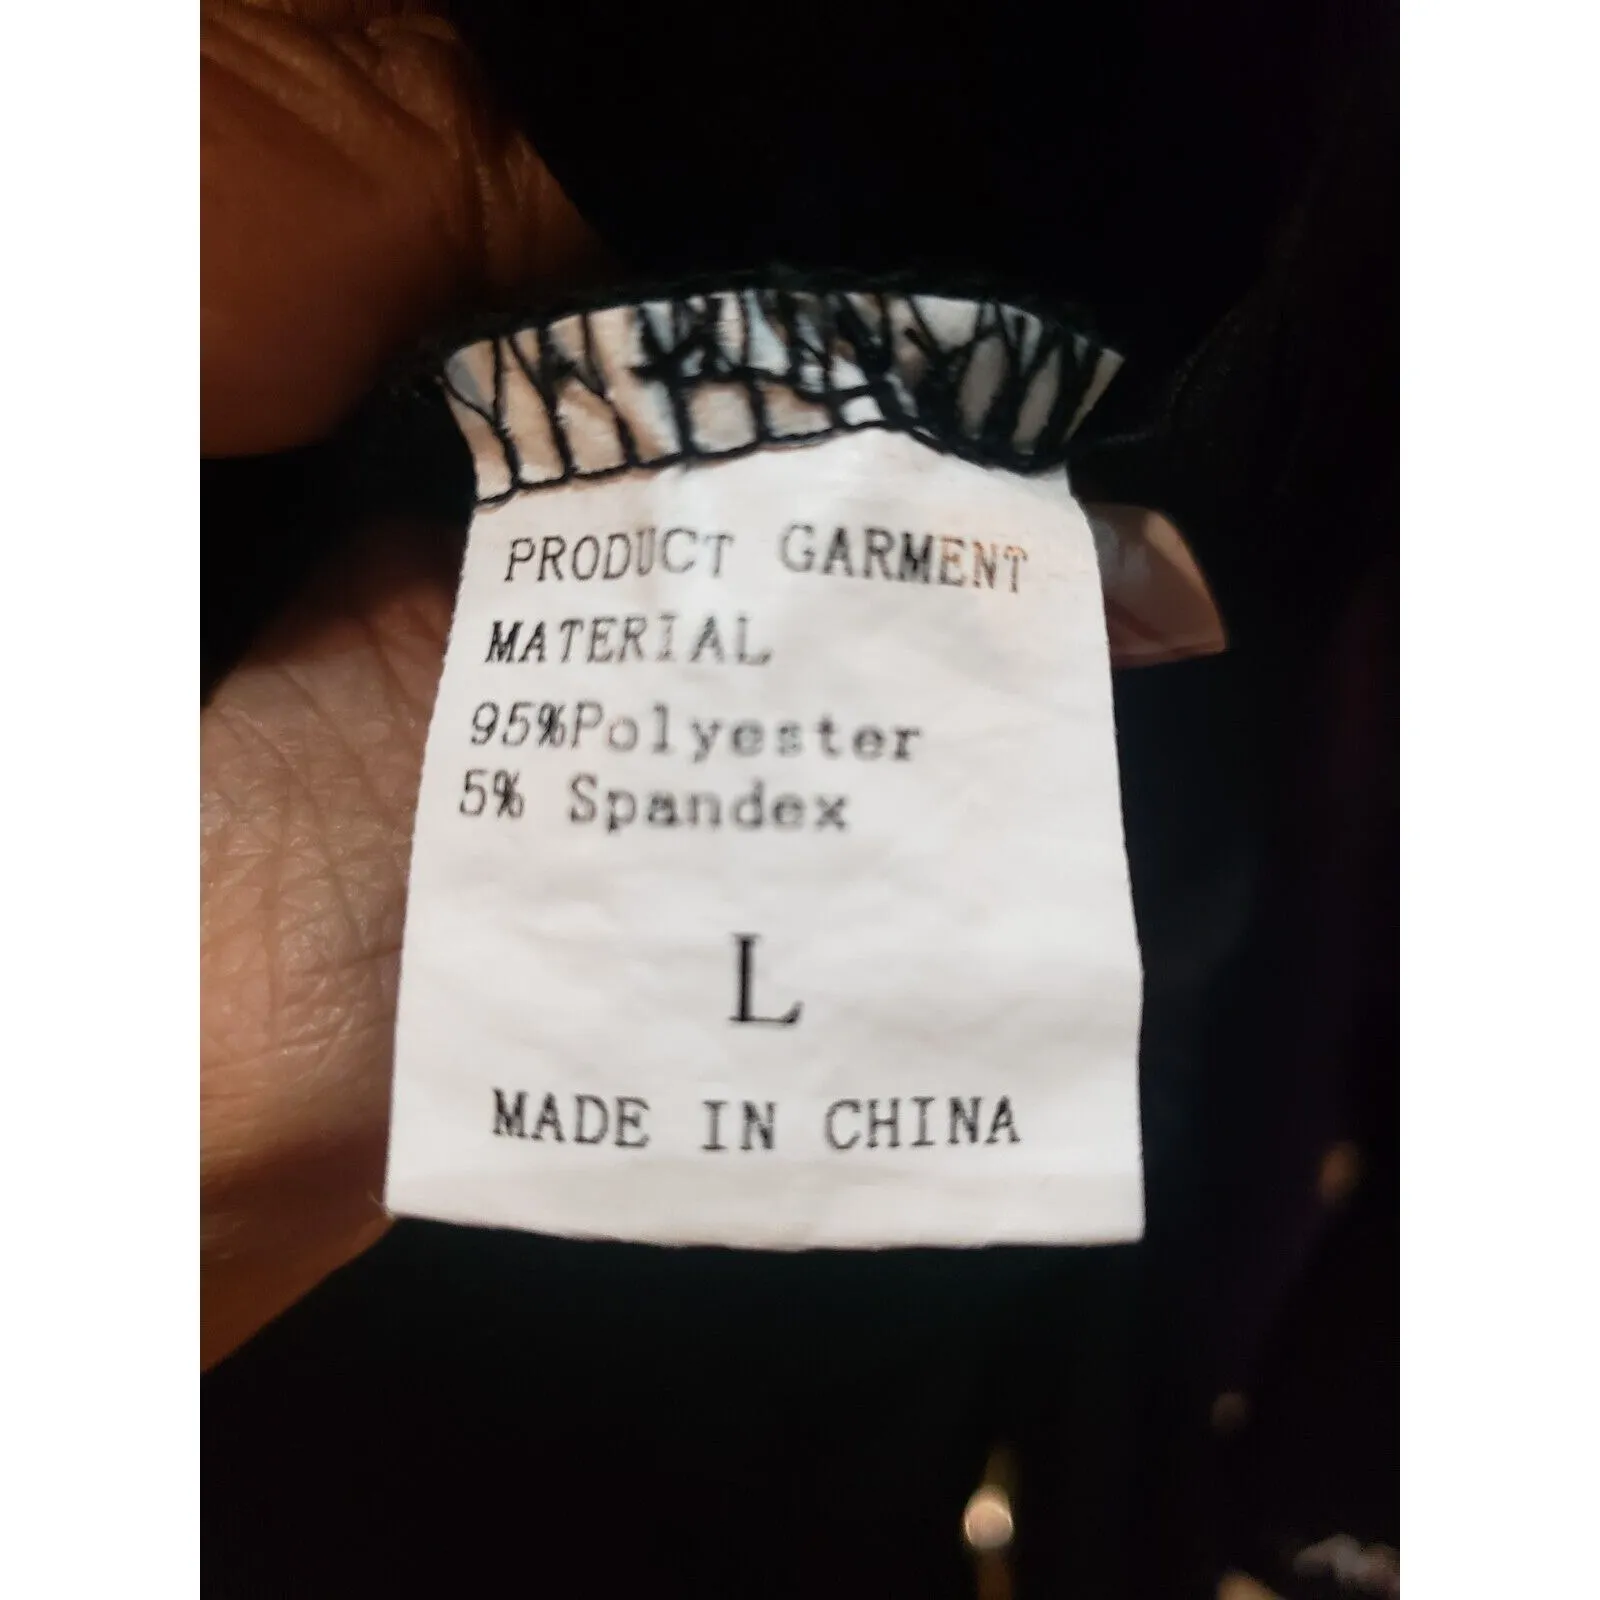 PRODUCT GARMENT
MATERIAL
95%Polyester
5% Spandex
L
MADE IN CHINA